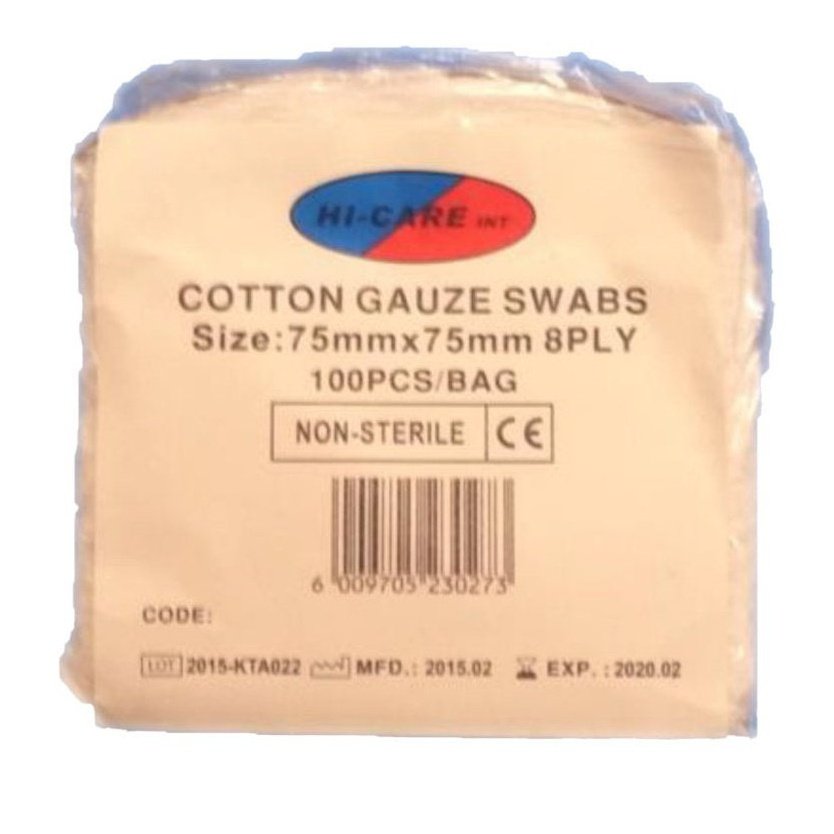 HI-CARE INT
COTTON GAUZE SWABS
Size:75mmx75mm 8PLY
100PCS/BAG
NON-STERILE CE
6 009705 230273
CODE:
LOT 2015-KTA022 MFD.: 2015.02 EXP.: 2020.02